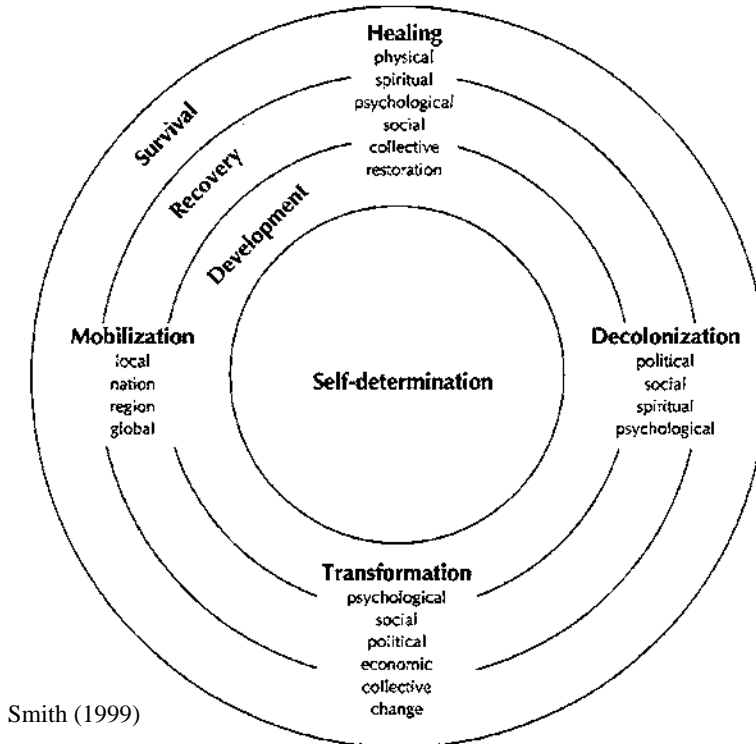 Healing
physical
spiritual
psychological
social
collective
restoration
Survival
Recovery
Development
Mobilization
local
nation
region
global
Self-determination
Decolonization
political
social
spiritual
psychological
Transformation
psychological
social
political
economic
collective
change
Smith (1999)